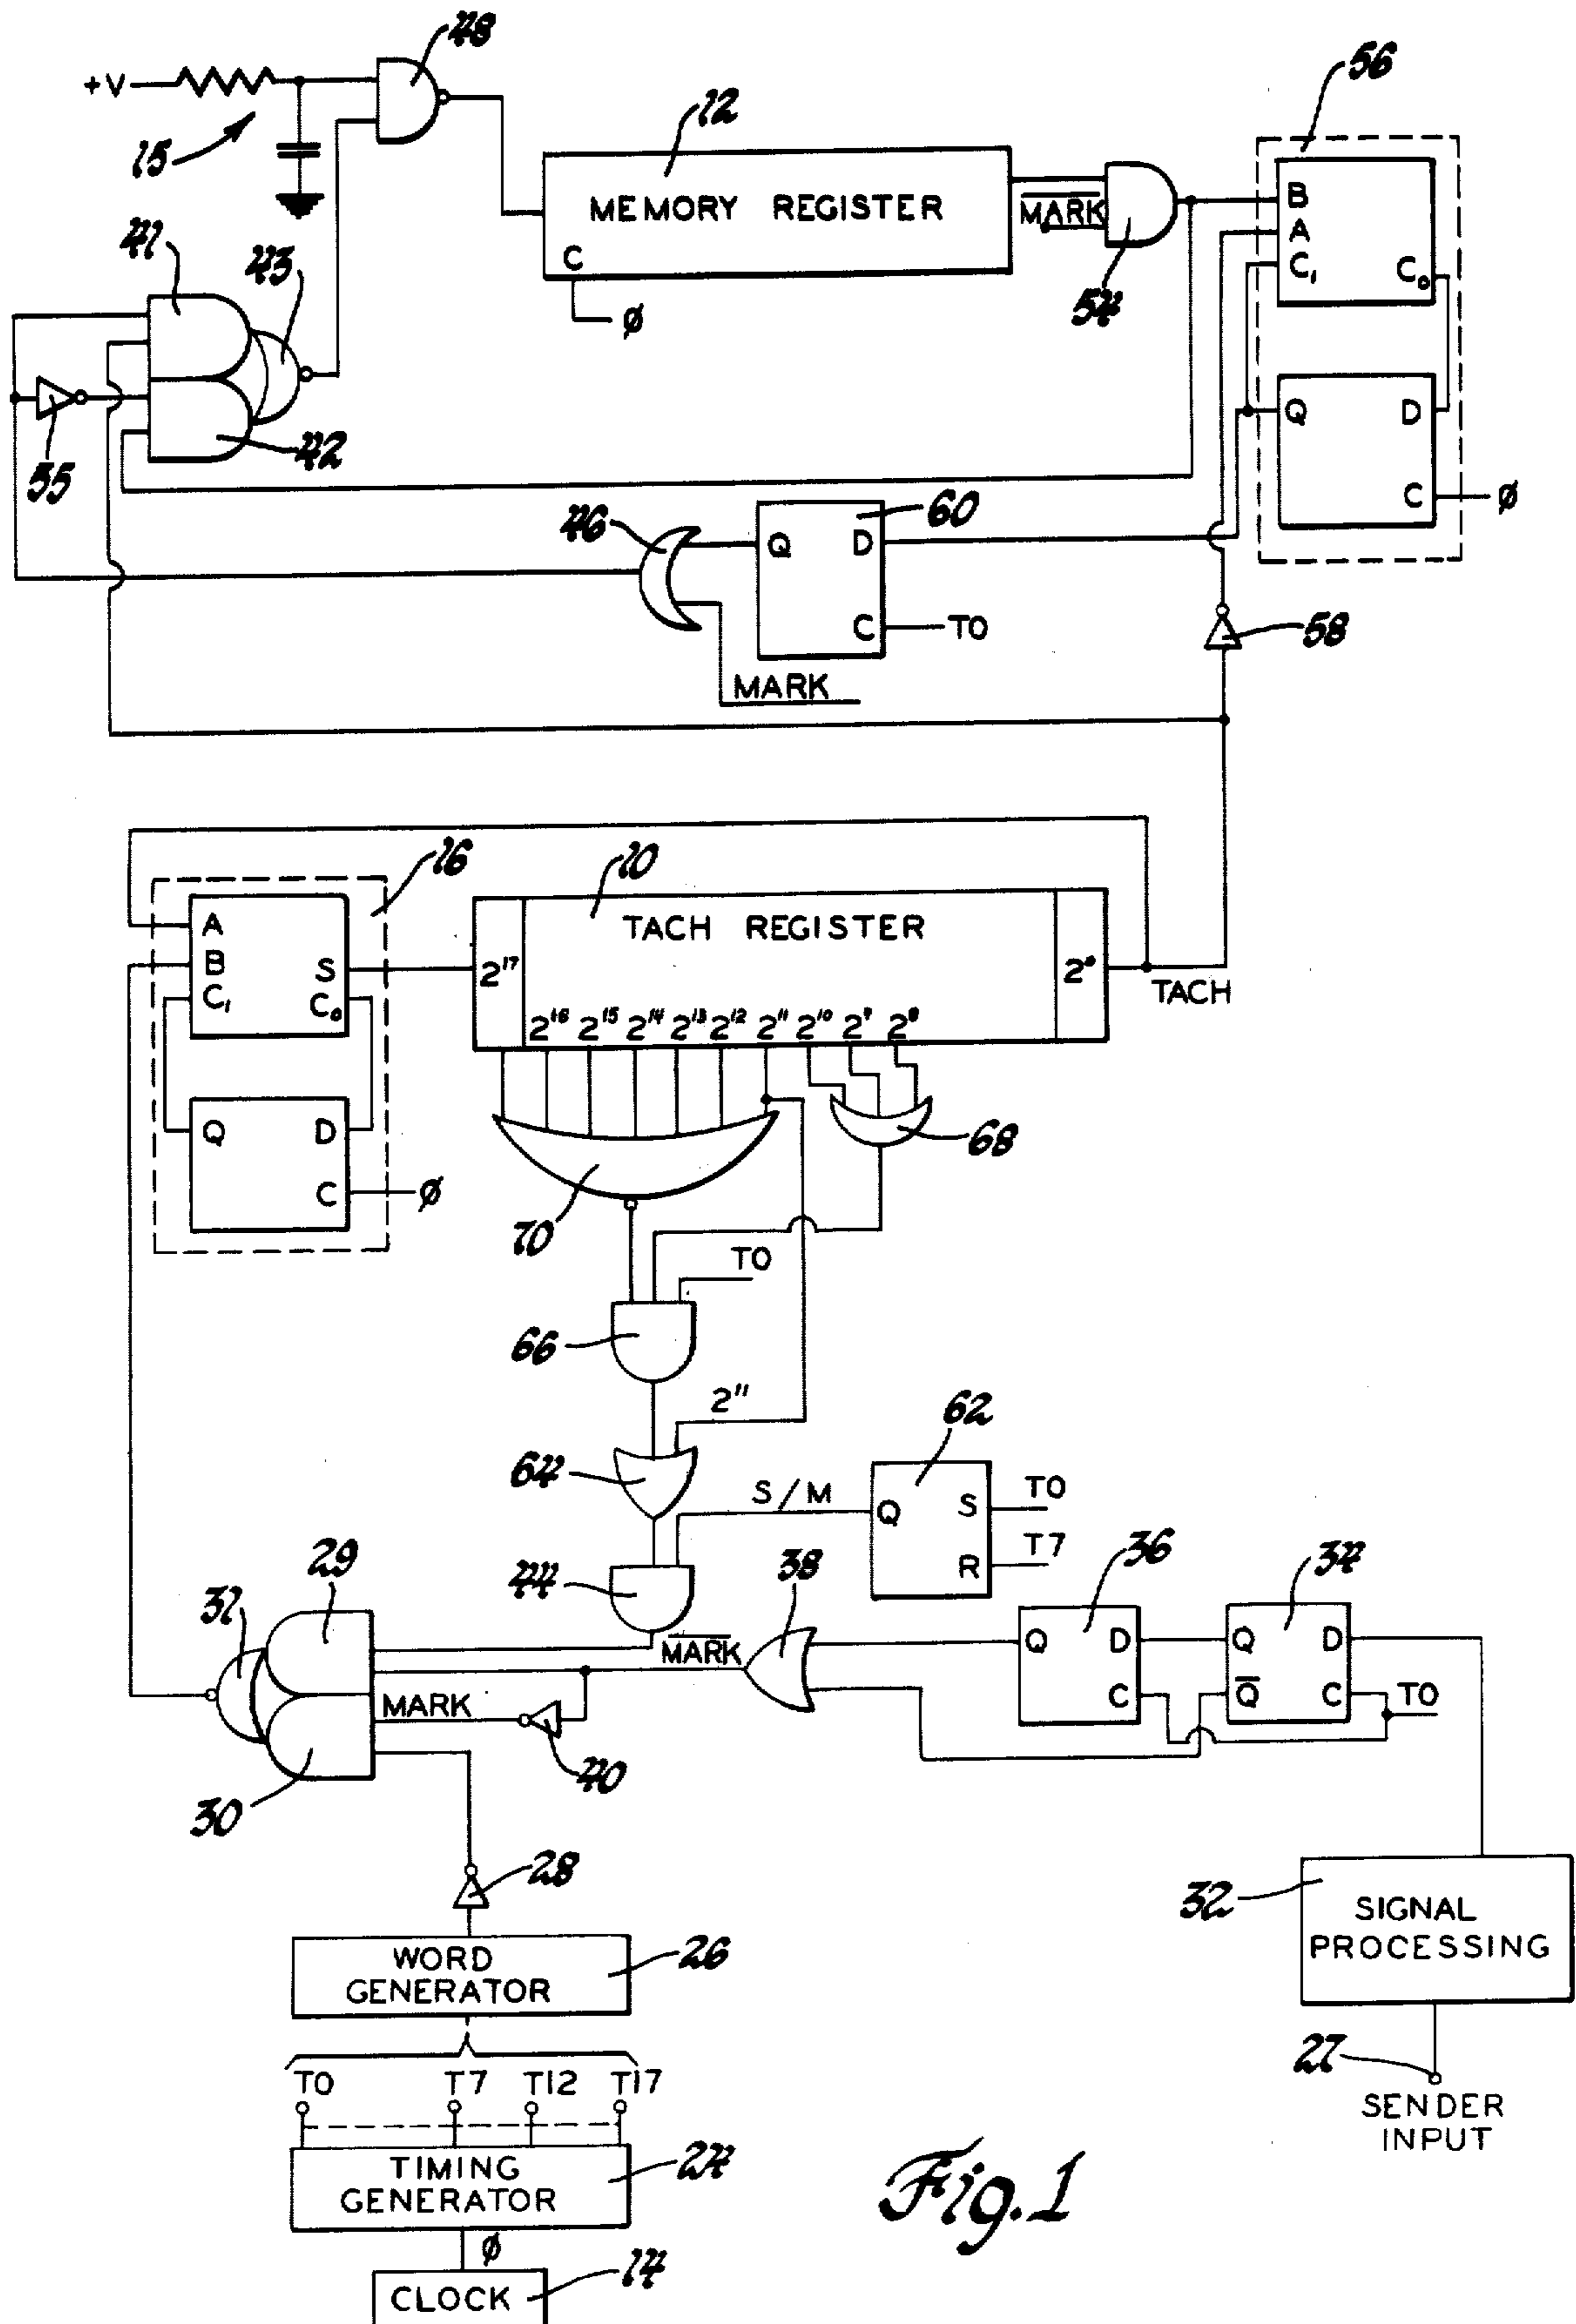 48
+V
15
12
MEMORY REGISTER
C
Ø
MARK
54
56
B
A
C₁
C₀
Q
D
C
Ø
41
43
55
42
46
60
Q
D
C
T0
MARK
58
16
10
TACH REGISTER
A
B
S
C₁
C₀
2¹⁷
2⁰
2¹⁶ 2¹⁵ 2¹⁴ 2¹³ 2¹² 2¹¹ 2¹⁰ 2⁹ 2⁸
TACH
Q
D
C
Ø
70
68
T0
66
2¹¹
64
62
S/M
Q
S
T0
R
T7
44
29
31
30
MARK
MARK
40
38
36
34
Q
D
C
Q
D
Q
C
T0
28
WORD
GENERATOR
26
T0 T7 T12 T17
TIMING
GENERATOR
24
Ø
CLOCK
14
32
SIGNAL
PROCESSING
27
SENDER
INPUT
Fig. 1